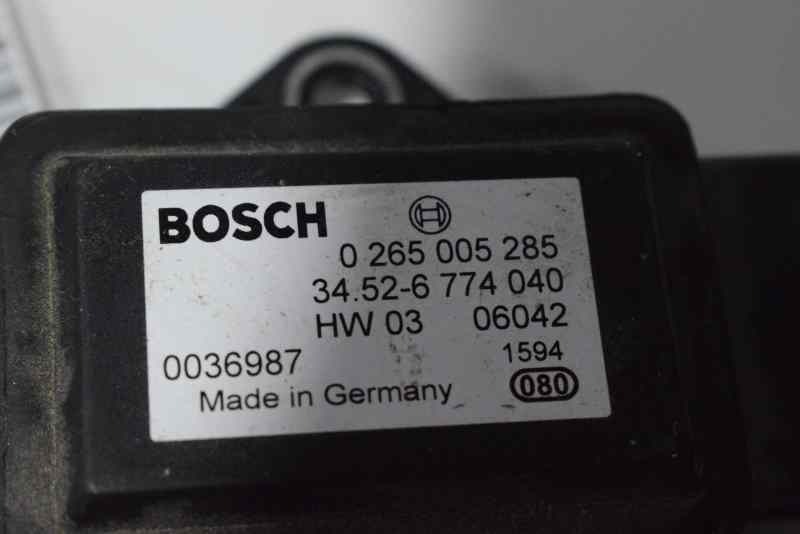 BOSCH
0 265 005 285
34.52-6 774 040
HW 03 06042
0036987 1594
Made in Germany 080